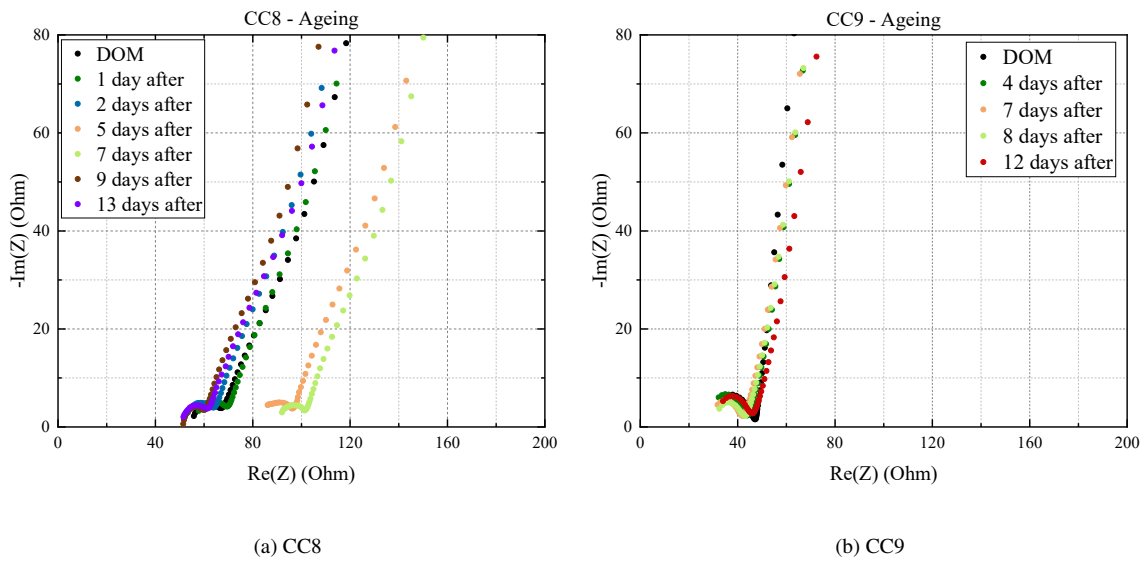 CC8 - Ageing
80
60
40
20
0
-Im(Z) (Ohm)
DOM
1 day after
2 days after
5 days after
7 days after
9 days after
13 days after
0 40 80 120 160 200
Re(Z) (Ohm)
(a) CC8
CC9 - Ageing
80
60
40
20
0
-Im(Z) (Ohm)
DOM
4 days after
7 days after
8 days after
12 days after
0 40 80 120 160 200
Re(Z) (Ohm)
(b) CC9